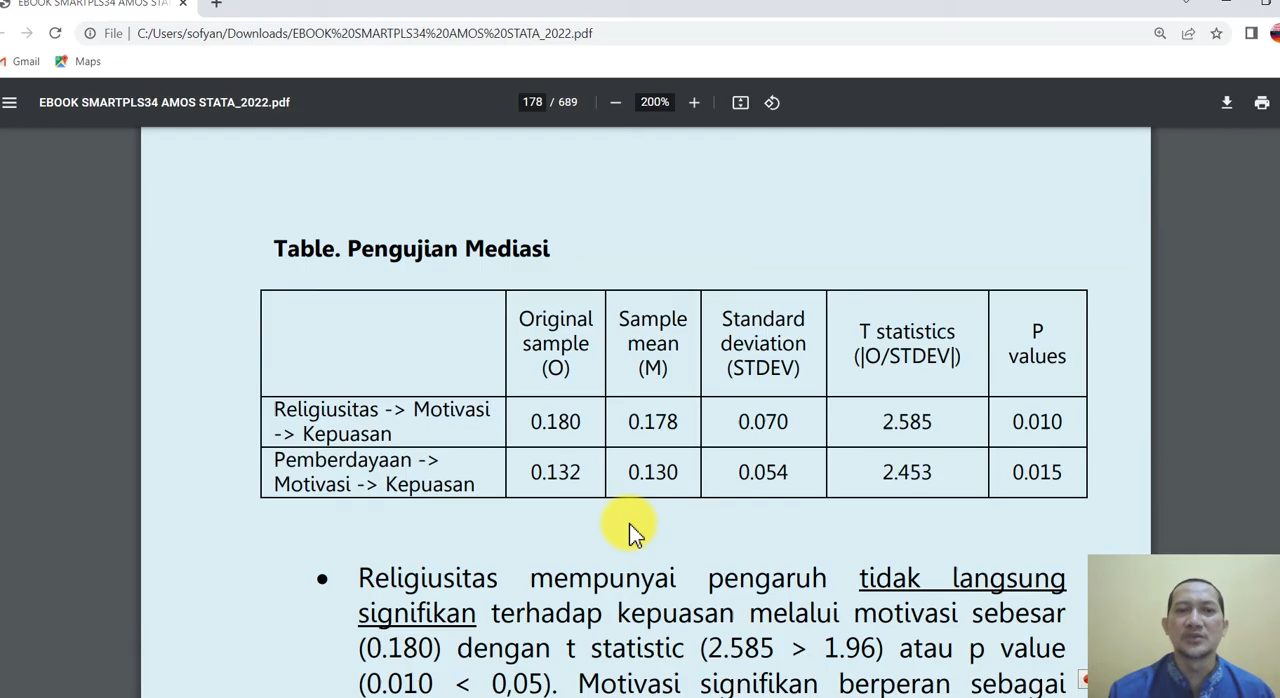 EBOOK SMARTPLS34 AMOS STA
File | C:/Users/sofyan/Downloads/EBOOK%20SMARTPLS34%20AMOS%20STATA_2022.pdf
Gmail Maps
EBOOK SMARTPLS34 AMOS STATA_2022.pdf 178 / 689 200%
Table. Pengujian Mediasi
Original sample (O) Sample mean (M) Standard deviation (STDEV) T statistics (|O/STDEV|) P values
Religiusitas -> Motivasi -> Kepuasan 0.180 0.178 0.070 2.585 0.010
Pemberdayaan -> Motivasi -> Kepuasan 0.132 0.130 0.054 2.453 0.015
• Religiusitas mempunyai pengaruh tidak langsung
signifikan terhadap kepuasan melalui motivasi sebesar
(0.180) dengan t statistic (2.585 > 1.96) atau p value
(0.010 < 0,05). Motivasi signifikan berperan sebagai